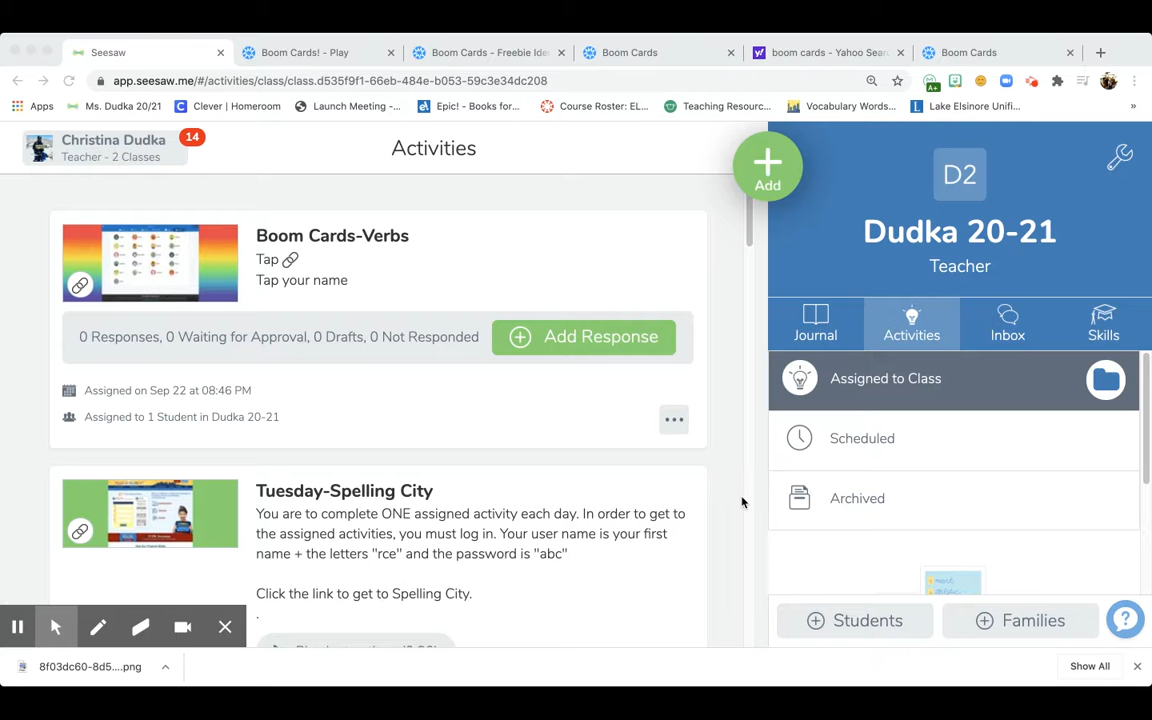 Seesaw
Boom Cards! - Play
Boom Cards - Freebie Ide
Boom Cards
boom cards - Yahoo Sear
Boom Cards
app.seesaw.me/#/activities/class/class.d535f9f1-66eb-484e-b053-59c3e34dc208
A+
Apps
Ms. Dudka 20/21
Clever | Homeroom
Launch Meeting -...
Epic! - Books for...
Course Roster: EL...
Teaching Resourc...
Vocabulary Words...
Lake Elsinore Unifi...
»
Christina Dudka
14
Teacher - 2 Classes
Activities
Add
D2
Dudka 20-21
Teacher
Journal
Activities
Inbox
Skills
Assigned to Class
Scheduled
Archived
Students
Families
?
Boom Cards-Verbs
Tap
Tap your name
0 Responses, 0 Waiting for Approval, 0 Drafts, 0 Not Responded
Add Response
Assigned on Sep 22 at 08:46 PM
Assigned to 1 Student in Dudka 20-21
Tuesday-Spelling City
You are to complete ONE assigned activity each day. In order to get to
the assigned activities, you must log in. Your user name is your first
name + the letters "rce" and the password is "abc"
Click the link to get to Spelling City.
.
8f03dc60-8d5....png
Show All